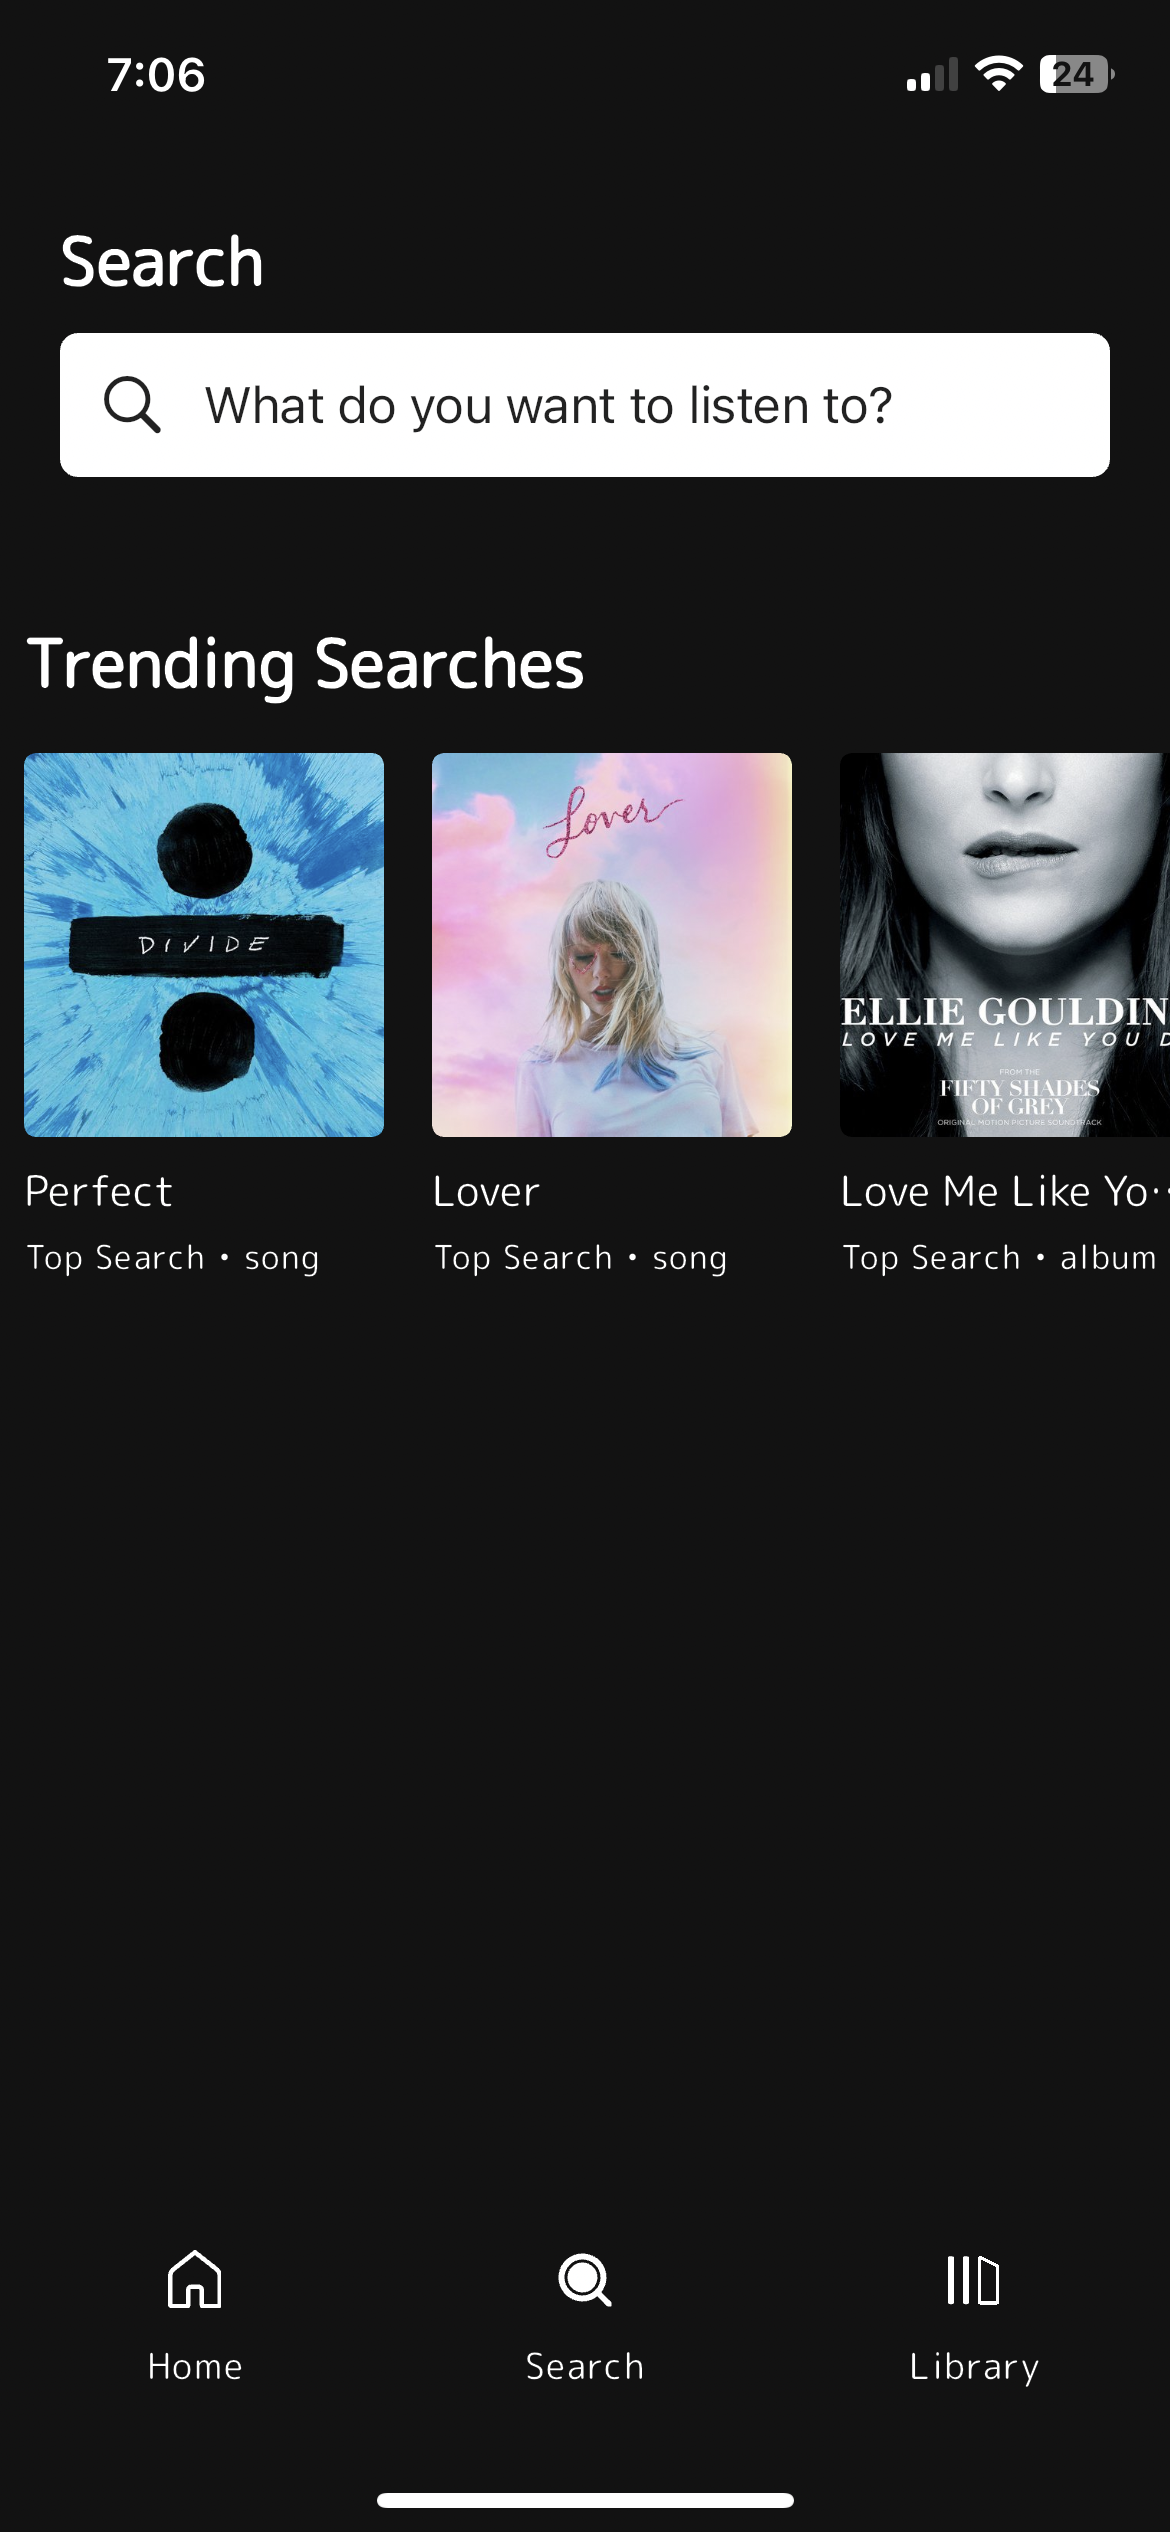 7:06
24
Search
What do you want to listen to?
Trending Searches
DIVIDE
Lover
ELLIE GOULDIN
LOVE ME LIKE YOU D
FROM THE
FIFTY SHADES
OF GREY
ORIGINAL MOTION PICTURE SOUNDTRACK
Perfect
Lover
Love Me Like Yo··
Top Search • song
Top Search • song
Top Search • album
Home
Search
Library